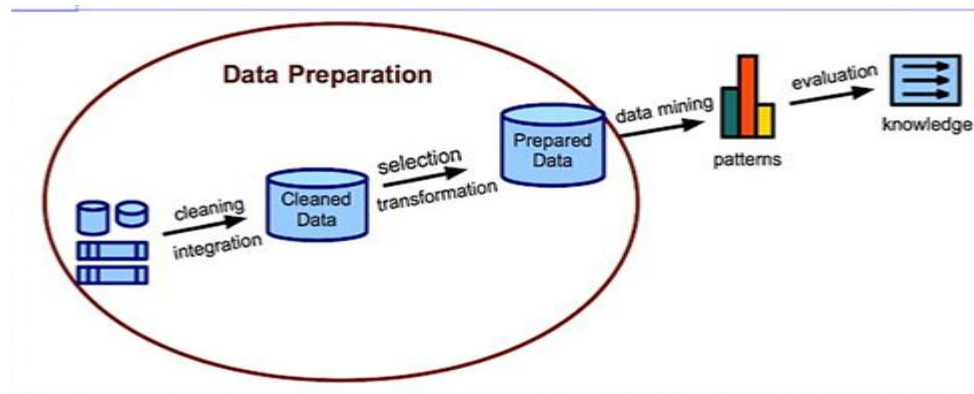 Data Preparation
cleaning
integration
Cleaned
Data
selection
transformation
Prepared
Data
data mining
patterns
evaluation
knowledge